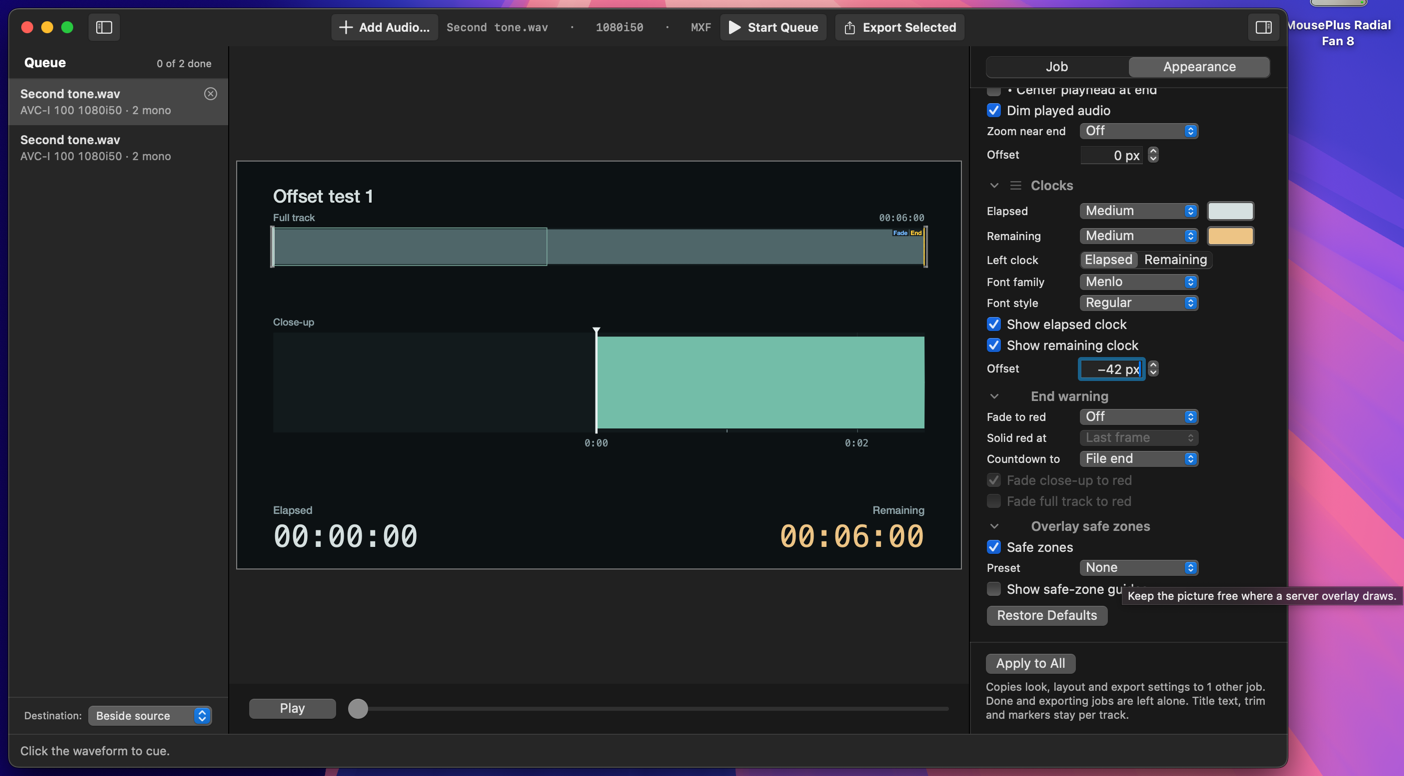 MousePlus Radial
Fan 8
Add Audio...
Second tone.wav · 1080i50 · MXF
Start Queue
Export Selected
Queue
0 of 2 done
Second tone.wav
AVC-I 100 1080i50 · 2 mono
Second tone.wav
AVC-I 100 1080i50 · 2 mono
Destination: Beside source
Click the waveform to cue.
Offset test 1
Full track
00:06:00
Fade End
Close-up
0:00
0:02
Elapsed
Remaining
00:00:00
00:06:00
Play
Job
Appearance
• Center playhead at end
Dim played audio
Zoom near end Off
Offset 0 px
Clocks
Elapsed Medium
Remaining Medium
Left clock Elapsed Remaining
Font family Menlo
Font style Regular
Show elapsed clock
Show remaining clock
Offset −42 px
End warning
Fade to red Off
Solid red at Last frame
Countdown to File end
Fade close-up to red
Fade full track to red
Overlay safe zones
Safe zones
Preset None
Show safe-zone
Keep the picture free where a server overlay draws.
Restore Defaults
Apply to All
Copies look, layout and export settings to 1 other job.
Done and exporting jobs are left alone. Title text, trim
and markers stay per track.